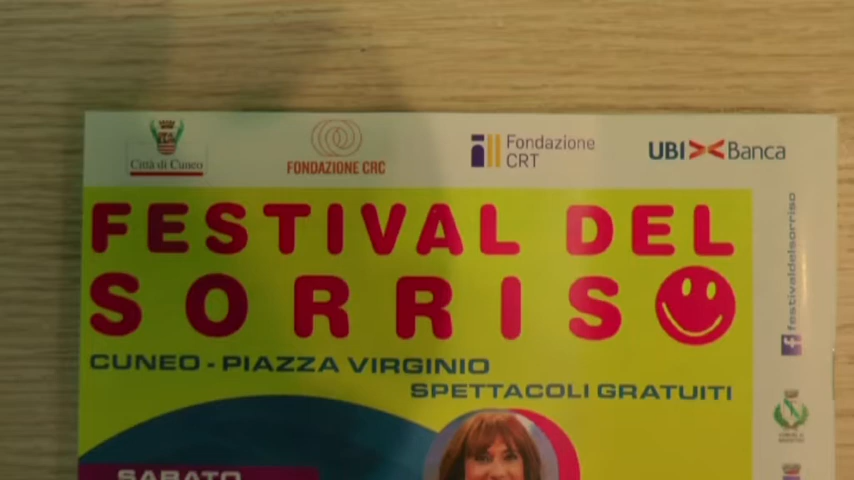 Città di Cuneo
FONDAZIONE CRC
Fondazione
CRT
UBI Banca
FESTIVAL DEL
SORRISO
CUNEO - PIAZZA VIRGINIO
SPETTACOLI GRATUITI
SABATO
festivaldelsorriso